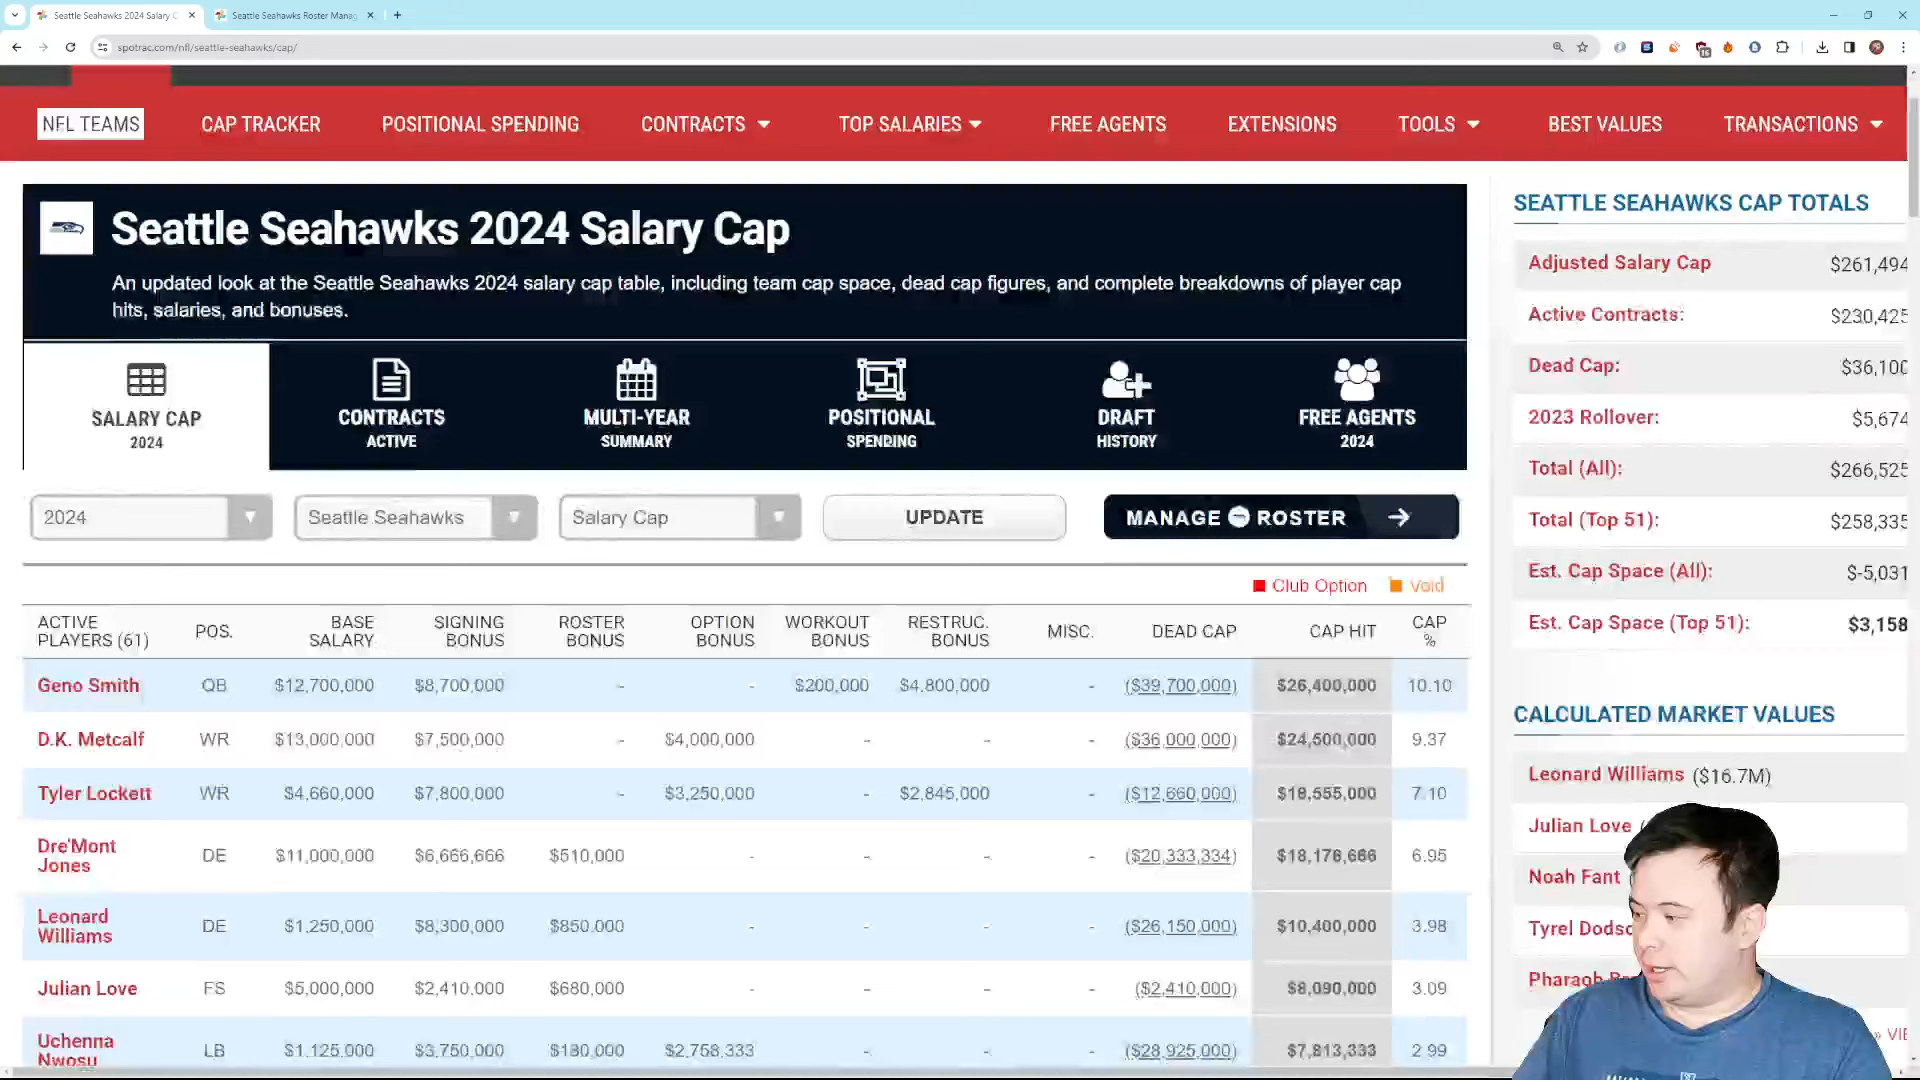 Seattle Seahawks 2024 Salary C
Seattle Seahawks Roster Manag
spotrac.com/nfl/seattle-seahawks/cap/
NFL TEAMS CAP TRACKER POSITIONAL SPENDING CONTRACTS TOP SALARIES FREE AGENTS EXTENSIONS TOOLS BEST VALUES TRANSACTIONS
Seattle Seahawks 2024 Salary Cap
An updated look at the Seattle Seahawks 2024 salary cap table, including team cap space, dead cap figures, and complete breakdowns of player cap
hits, salaries, and bonuses.
SALARY CAP
2024
CONTRACTS
ACTIVE
MULTI-YEAR
SUMMARY
POSITIONAL
SPENDING
DRAFT
HISTORY
FREE AGENTS
2024
2024 Seattle Seahawks Salary Cap UPDATE MANAGE ROSTER
Club Option Void
ACTIVE PLAYERS (61) POS. BASE SALARY SIGNING BONUS ROSTER BONUS OPTION BONUS WORKOUT BONUS RESTRUC. BONUS MISC. DEAD CAP CAP HIT CAP %
Geno Smith QB $12,700,000 $8,700,000 - - $200,000 $4,800,000 - ($39,700,000) $26,400,000 10.10
D.K. Metcalf WR $13,000,000 $7,500,000 - $4,000,000 - - - ($36,000,000) $24,500,000 9.37
Tyler Lockett WR $4,660,000 $7,800,000 - $3,250,000 - $2,845,000 - ($12,660,000) $18,555,000 7.10
Dre'Mont Jones DE $11,000,000 $6,666,666 $510,000 - - - - ($20,333,334) $18,176,666 6.95
Leonard Williams DE $1,250,000 $8,300,000 $850,000 - - - - ($26,150,000) $10,400,000 3.98
Julian Love FS $5,000,000 $2,410,000 $680,000 - - - - ($2,410,000) $8,090,000 3.09
Uchenna Nwosu LB $1,125,000 $3,750,000 $180,000 $2,758,333 - - - ($28,925,000) $7,813,333 2.99
SEATTLE SEAHAWKS CAP TOTALS
Adjusted Salary Cap $261,494
Active Contracts: $230,425
Dead Cap: $36,100
2023 Rollover: $5,674
Total (All): $266,525
Total (Top 51): $258,335
Est. Cap Space (All): $-5,031
Est. Cap Space (Top 51): $3,158
CALCULATED MARKET VALUES
Leonard Williams ($16.7M)
Julian Love (
Noah Fant
Tyrel Dodso
Pharaoh
» VIE